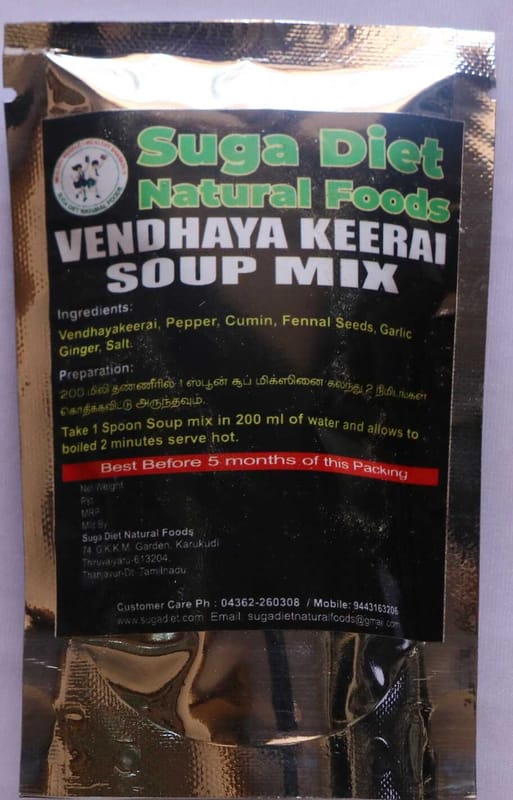 Suga Diet
Natural Foods
VENDHAYA KEERAI
SOUP MIX
Ingredients:
Vendhayakeerai, Pepper, Cumin, Fennal Seeds, Garlic
Ginger, Salt.
Preparation:
200 மிலி தண்ணீரில் 1 ஸ்பூன் சூப் மிக்ஸினை கலந்து 2 நிமிடங்கள்
கொதிக்கவிட்டு அருந்தவும்.
Take 1 Spoon Soup mix in 200 ml of water and allows to
boiled 2 minutes serve hot.
Best Before 5 months of this Packing
Net Weight
MRP
Mfd By
Suga Diet Natural Foods
74 G.K.K.M. Garden, Karukudi
Thiruvaiyaru-613204.
Thanjavur-Dt. Tamilnadu
Customer Care Ph : 04362-260308 / Mobile: 9443163206
www.sugadiet.com Email: sugadietnaturalfoods@gmail.com